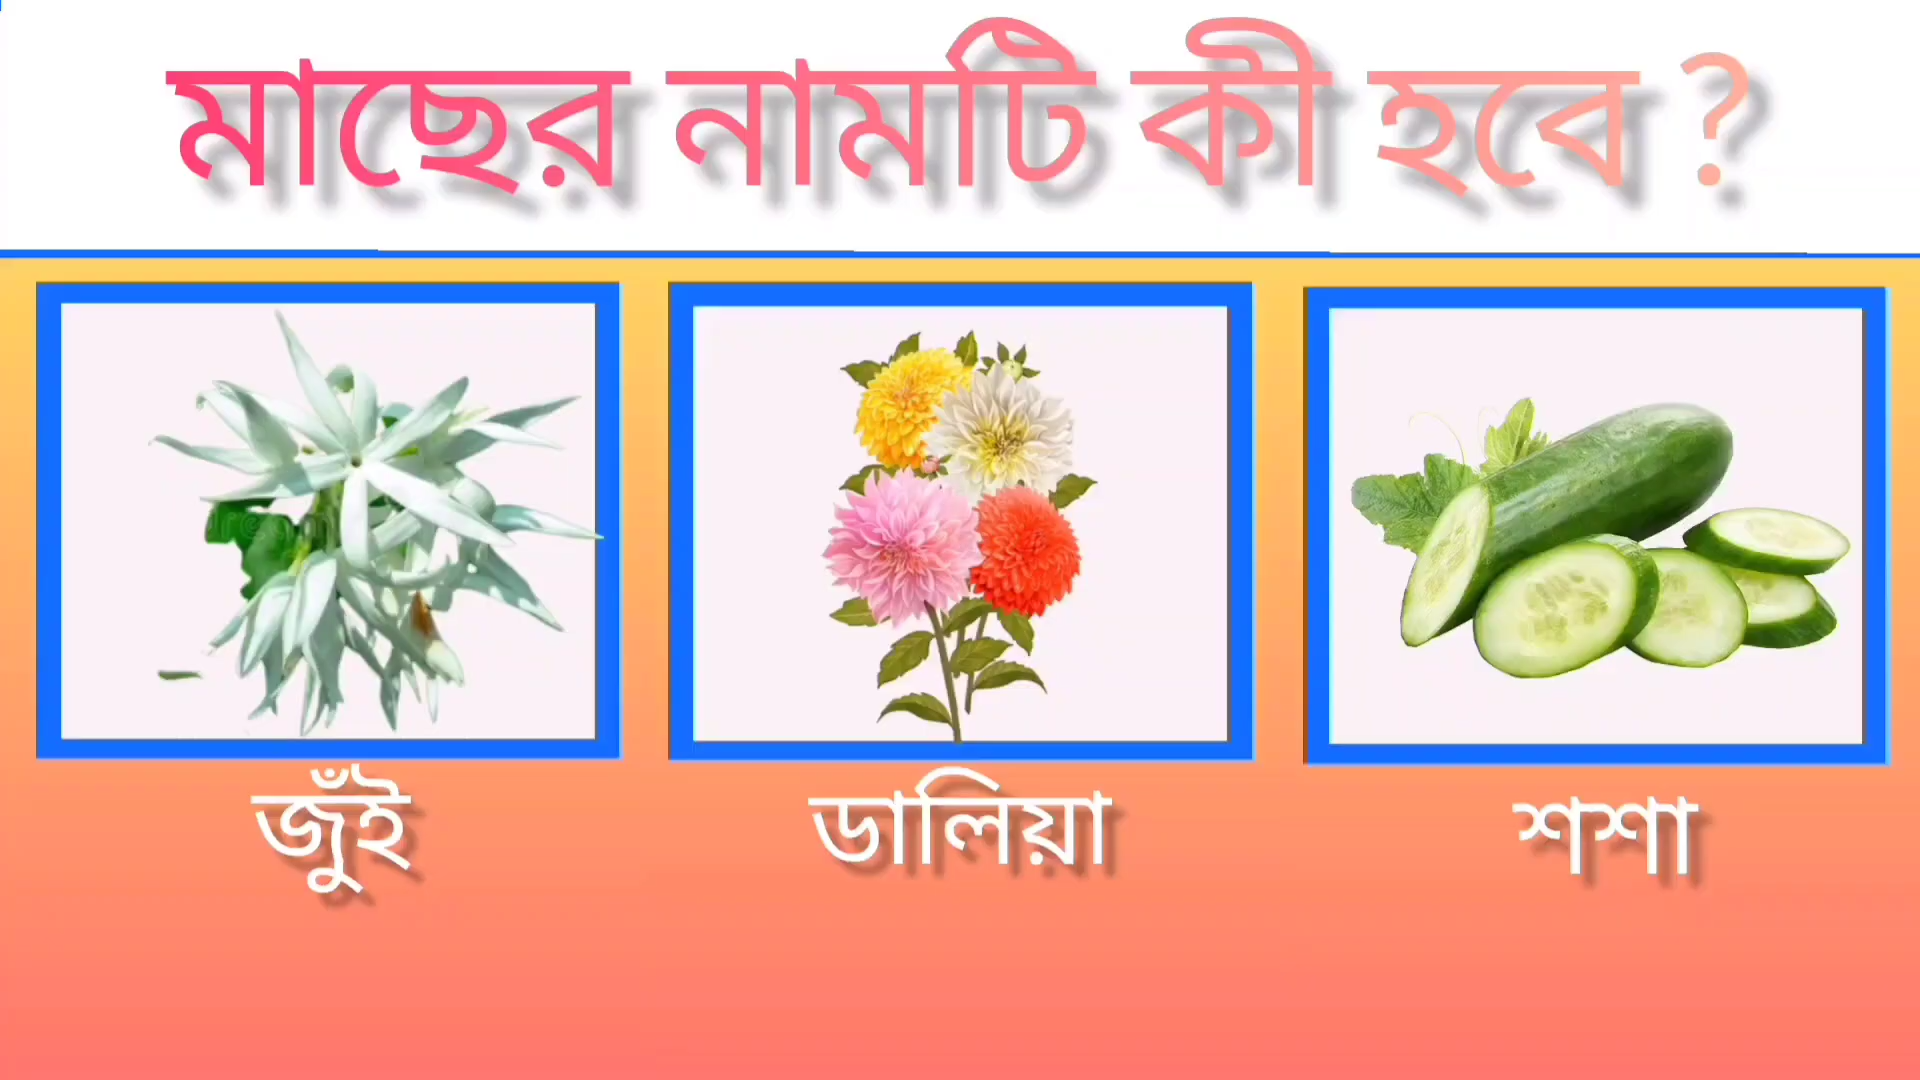 মাছের নামটি কী হবে ?
জুঁই
ডালিয়া
শশা